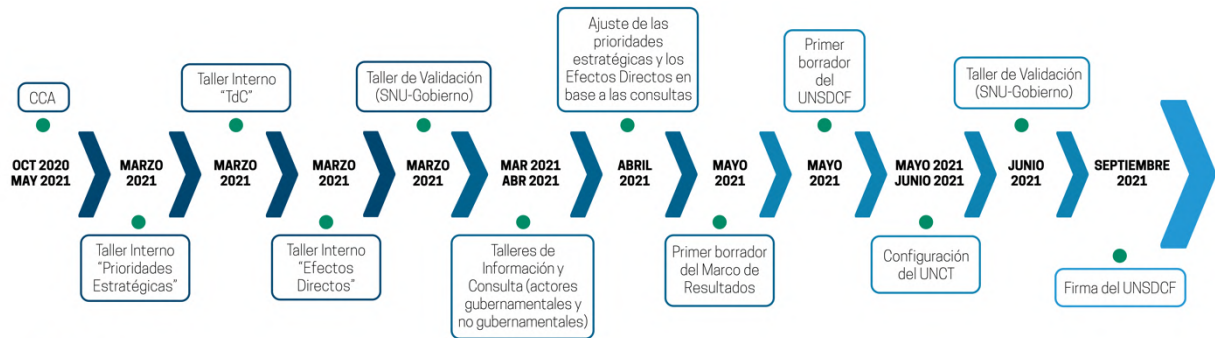 CCA
OCT 2020
MAY 2021
MARZO
2021
Taller Interno
"Prioridades
Estratégicas"
Taller Interno
"TdC"
MARZO
2021
MARZO
2021
Taller Interno
"Efectos
Directos"
Taller de Validación
(SNU-Gobierno)
MARZO
2021
MAR 2021
ABR 2021
Talleres de
Información y
Consulta (actores
gubernamentales y
no gubernamentales)
Ajuste de las
prioridades
estratégicas y los
Efectos Directos en
base a las consultas
ABRIL
2021
MAYO
2021
Primer borrador
del Marco de
Resultados
Primer
borrador
del
UNSDCF
MAYO
2021
MAYO 2021
JUNIO 2021
Configuración
del UNCT
Taller de Validación
(SNU-Gobierno)
JUNIO
2021
SEPTIEMBRE
2021
Firma del UNSDCF